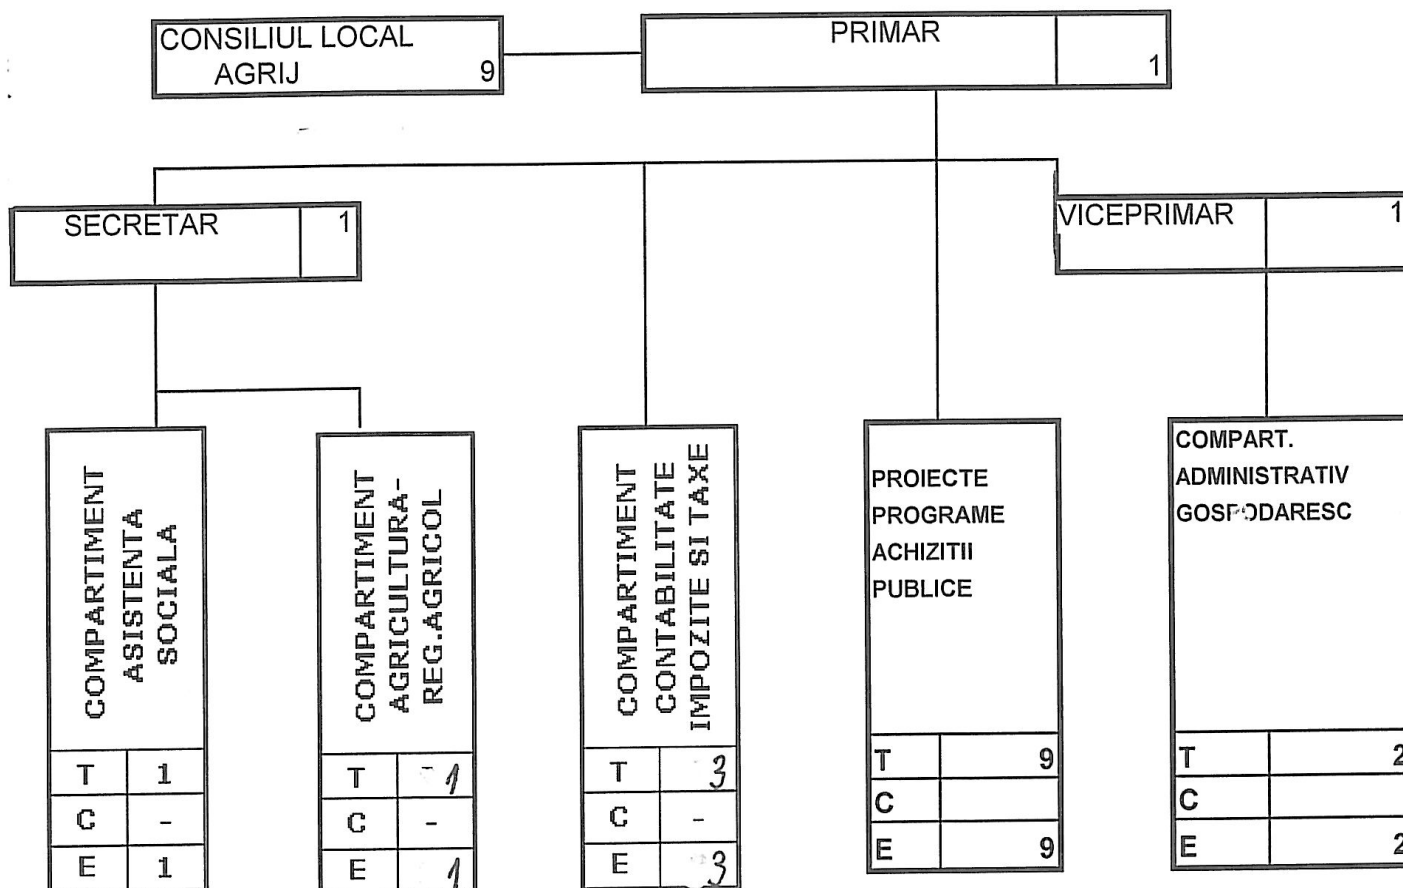 CONSILIUL LOCAL
AGRIJ 9
PRIMAR
1
SECRETAR 1
VICEPRIMAR 1
COMPARTIMENT
ASISTENTA
SOCIALA
T 1
C -
E 1
COMPARTIMENT
AGRICULTURA-
REG.AGRICOL
T 1
C -
E 1
COMPARTIMENT
CONTABILITATE
IMPOZITE SI TAXE
T 3
C -
E 3
PROIECTE
PROGRAME
ACHIZITII
PUBLICE
T 9
C
E 9
COMPART.
ADMINISTRATIV
GOSPODARESC
T 2
C
E 2